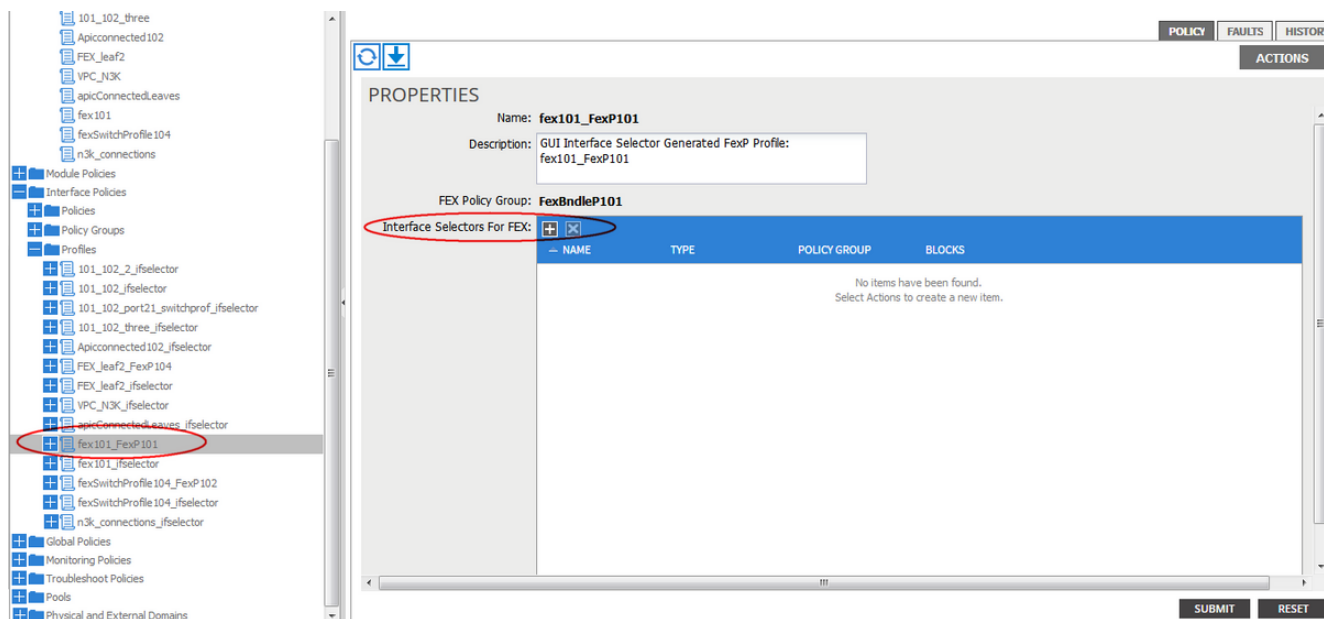 101_102_three
Apicconnected102
FEX_leaf2
VPC_N3K
apicConnectedLeaves
fex101
fexSwitchProfile104
n3k_connections
Module Policies
Interface Policies
Policies
Policy Groups
Profiles
101_102_2_ifselector
101_102_ifselector
101_102_port21_switchprof_ifselector
101_102_three_ifselector
Apicconnected102_ifselector
FEX_leaf2_FexP104
FEX_leaf2_ifselector
VPC_N3K_ifselector
apicConnectedLeaves_ifselector
fex101_FexP101
fex101_ifselector
fexSwitchProfile104_FexP102
fexSwitchProfile104_ifselector
n3k_connections_ifselector
Global Policies
Monitoring Policies
Troubleshoot Policies
Pools
Physical and External Domains
POLICY FAULTS HISTOR
ACTIONS
PROPERTIES
Name: fex101_FexP101
Description: GUI Interface Selector Generated FexP Profile:
fex101_FexP101
FEX Policy Group: FexBndleP101
Interface Selectors For FEX:
NAME TYPE POLICY GROUP BLOCKS
No items have been found.
Select Actions to create a new item.
SUBMIT RESET